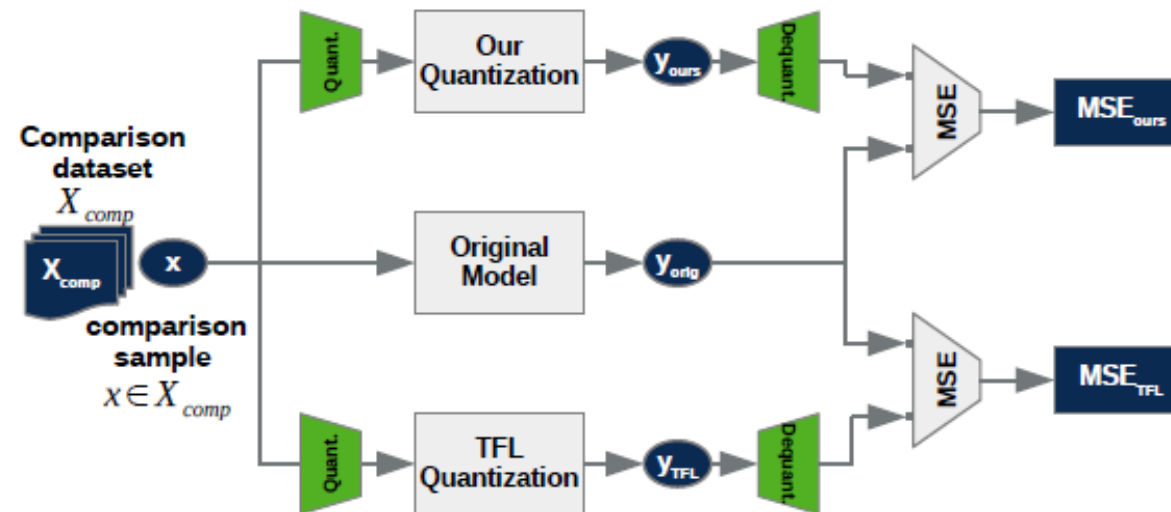 Quant.
Our
Quantization
y_ours
Dequant.
MSE
MSE_ours
Comparison
dataset
X_comp
X_comp
x
comparison
sample
x∈X_comp
Original
Model
y_orig
Quant.
TFL
Quantization
y_TFL
Dequant.
MSE
MSE_TFL